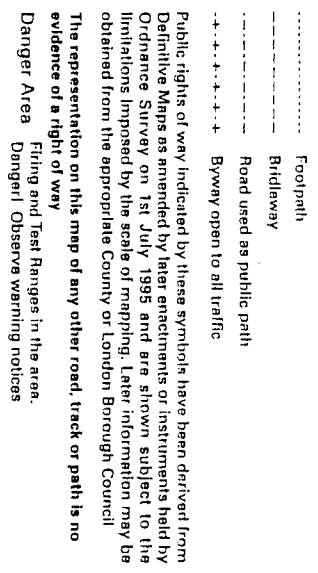 Footpath
Bridleway
Road used as public path
Byway open to all traffic
Public rights of way indicated by these symbols have been derived from
Definitive Maps as amended by later enactments or instruments held by
Ordnance Survey on 1st July 1995 and are shown subject to the
limitations imposed by the scale of mapping. Later information may be
obtained from the appropriate County or London Borough Council
The representation on this map of any other road, track or path is no
evidence of a right of way
Danger Area Firing and Test Ranges in the area.
Danger! Observe warning notices